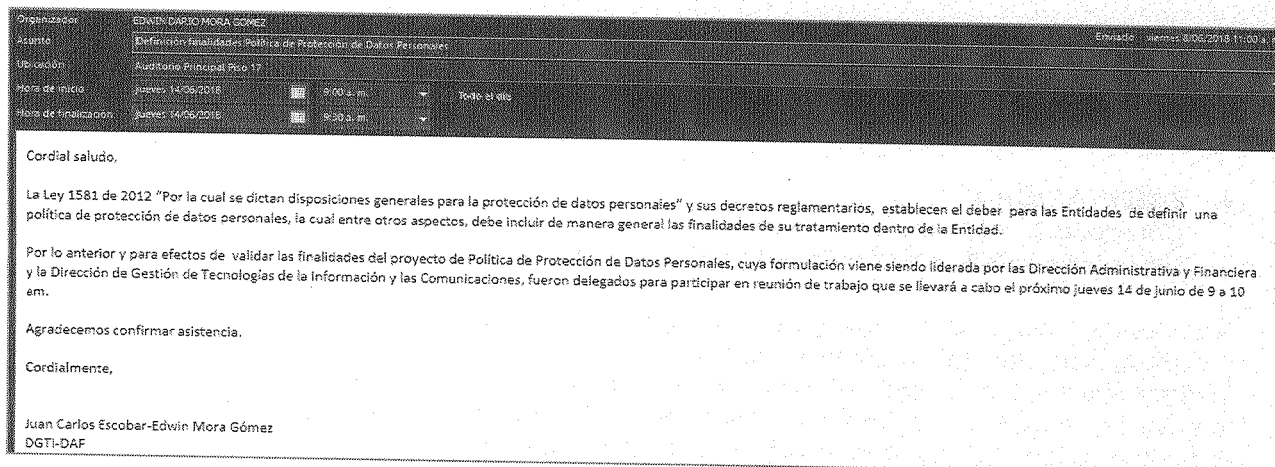 Organizador EDWIN DARIO MORA GOMEZ Enviado viernes 8/06/2018 11:00 a.
Asunto Definición finalidades Política de Protección de Datos Personales
Ubicación Auditorio Principal Piso 17
Hora de inicio jueves 14/06/2018 9:00 a. m. Todo el día
Hora de finalización jueves 14/06/2018 9:30 a. m.
Cordial saludo,
La Ley 1581 de 2012 "Por la cual se dictan disposiciones generales para la protección de datos personales" y sus decretos reglamentarios, establecen el deber para las Entidades de definir una
política de protección de datos personales, la cual entre otros aspectos, debe incluir de manera general las finalidades de su tratamiento dentro de la Entidad.
Por lo anterior y para efectos de validar las finalidades del proyecto de Política de Protección de Datos Personales, cuya formulación viene siendo liderada por las Dirección Administrativa y Financiera
y la Dirección de Gestión de Tecnologías de la Información y las Comunicaciones, fueron delegados para participar en reunión de trabajo que se llevará a cabo el próximo jueves 14 de junio de 9 a 10
am.
Agradecemos confirmar asistencia.
Cordialmente,
Juan Carlos Escobar-Edwin Mora Gómez
DGTI-DAF